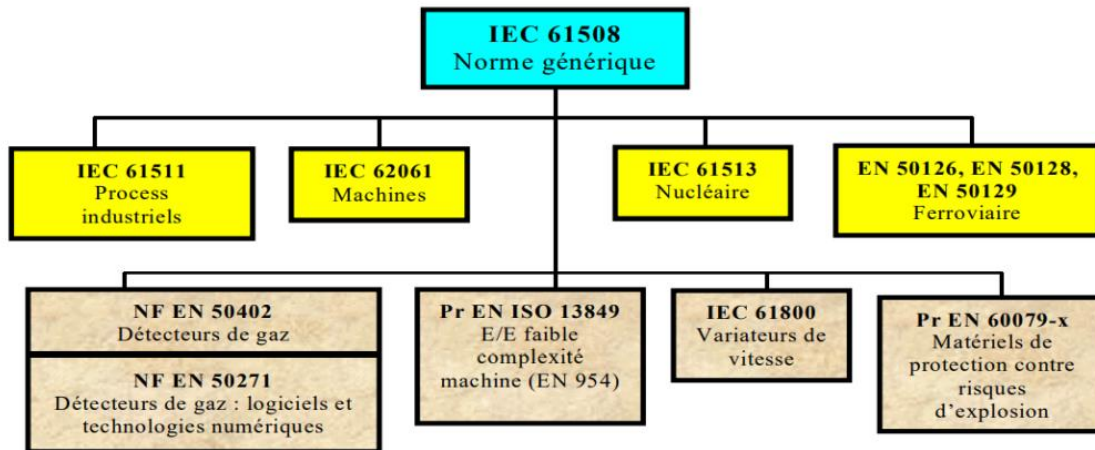 IEC 61508
Norme générique
IEC 61511
Process
industriels
IEC 62061
Machines
IEC 61513
Nucléaire
EN 50126, EN 50128,
EN 50129
Ferroviaire
NF EN 50402
Détecteurs de gaz
NF EN 50271
Détecteurs de gaz : logiciels et
technologies numériques
Pr EN ISO 13849
E/E faible
complexité
machine (EN 954)
IEC 61800
Variateurs de
vitesse
Pr EN 60079-x
Matériels de
protection contre
risques
d'explosion